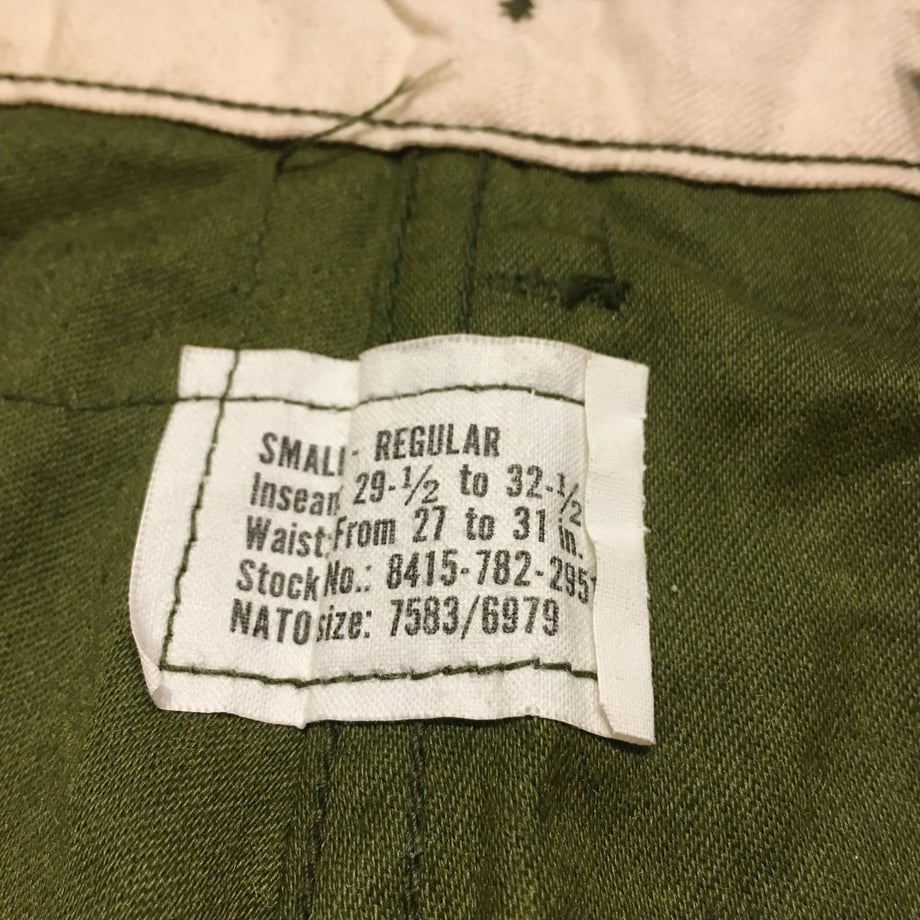 SMALL - REGULAR
Inseam 29-1/2 to 32-1/2
Waist: From 27 to 31 in.
Stock No.: 8415-782-295
NATO size: 7583/6979